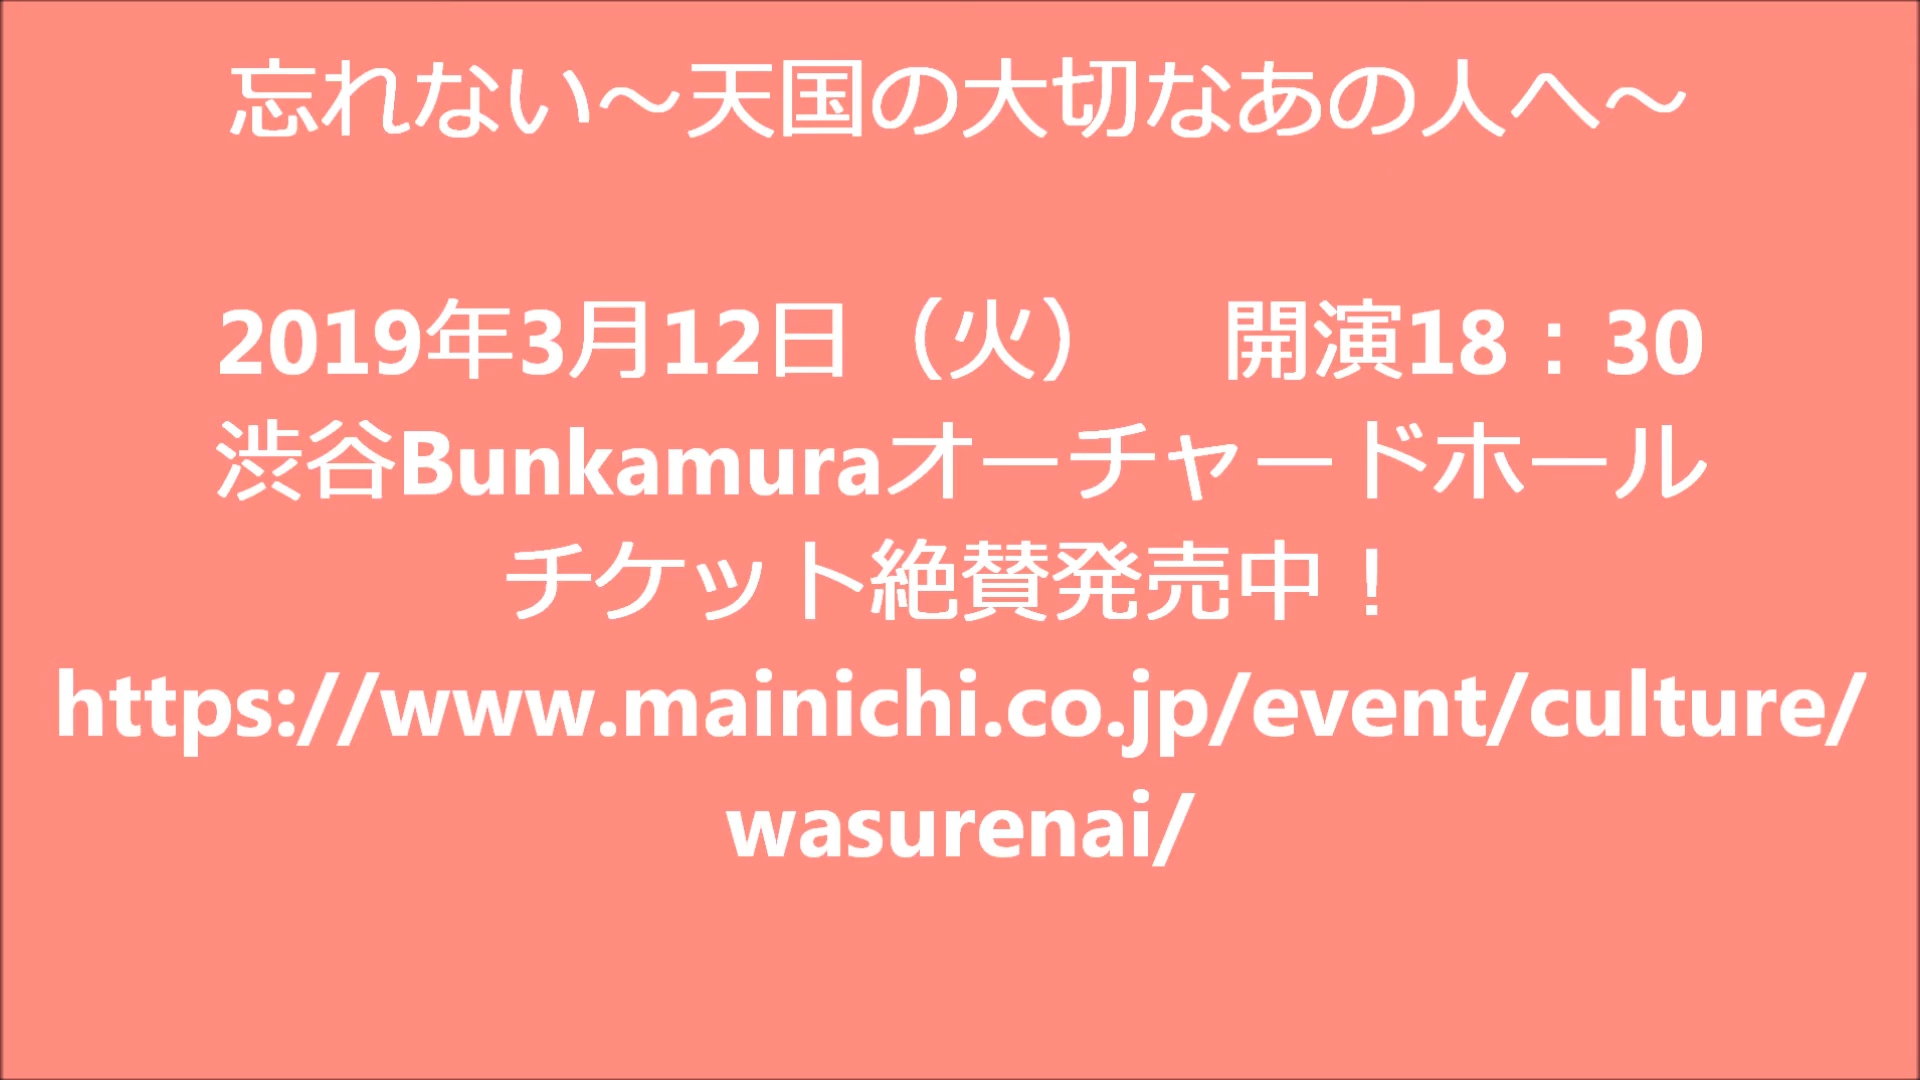 忘れない～天国の大切なあの人へ～
2019年3月12日（火）　開演18：30
渋谷Bunkamuraオーチャードホール
チケット絶賛発売中！
https://www.mainichi.co.jp/event/culture/
wasurenai/